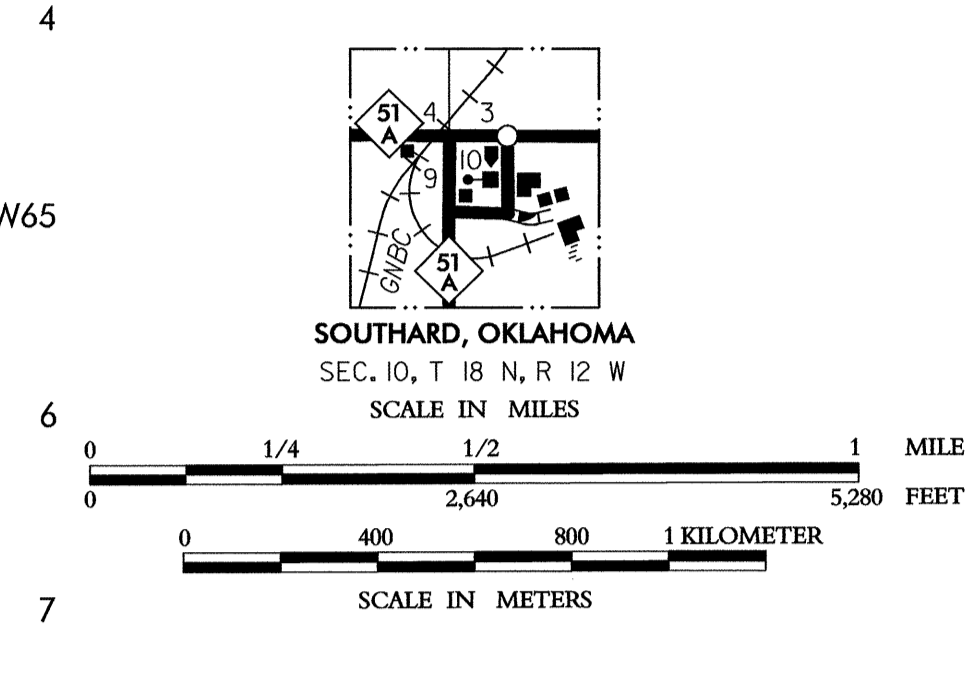 4
51
A
4
3
10
9
W65
GNBC
51
A
SOUTHARD, OKLAHOMA
SEC. 10, T 18 N, R 12 W
6
SCALE IN MILES
0 1/4 1/2 1 MILE
0 2,640 5,280 FEET
0 400 800 1 KILOMETER
SCALE IN METERS
7